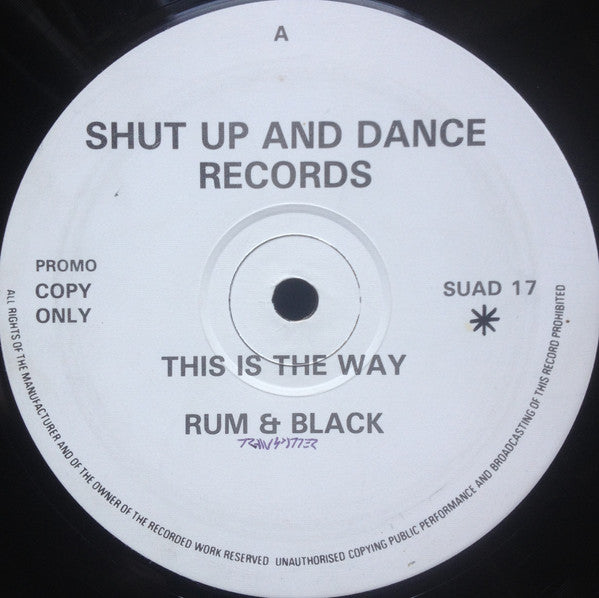 A
SHUT UP AND DANCE
RECORDS
PROMO
COPY
ONLY
SUAD 17
*
THIS IS THE WAY
RUM & BLACK
ALL RIGHTS OF THE MANUFACTURER AND OF THE OWNER OF THE RECORDED WORK RESERVED UNAUTHORISED COPYING PUBLIC PERFORMANCE AND BROADCASTING OF THIS RECORD PROHIBITED